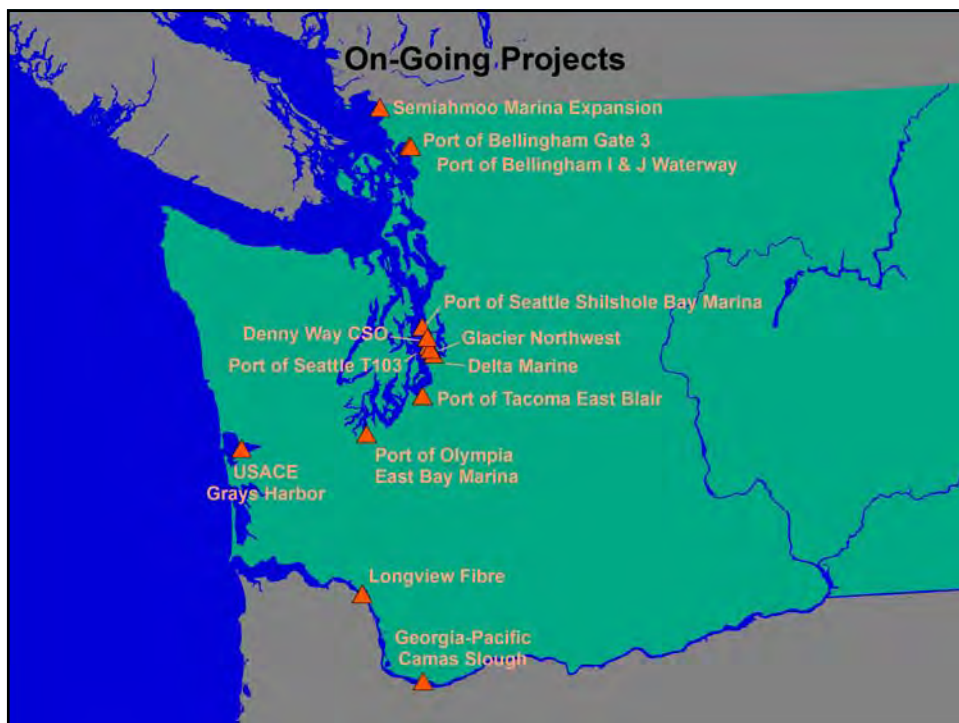 On-Going Projects
Semiahmoo Marina Expansion
Port of Bellingham Gate 3
Port of Bellingham I & J Waterway
Port of Seattle Shilshole Bay Marina
Denny Way CSO
Glacier Northwest
Port of Seattle T103
Delta Marine
Port of Tacoma East Blair
Port of Olympia
East Bay Marina
USACE
Grays Harbor
Longview Fibre
Georgia-Pacific
Camas Slough